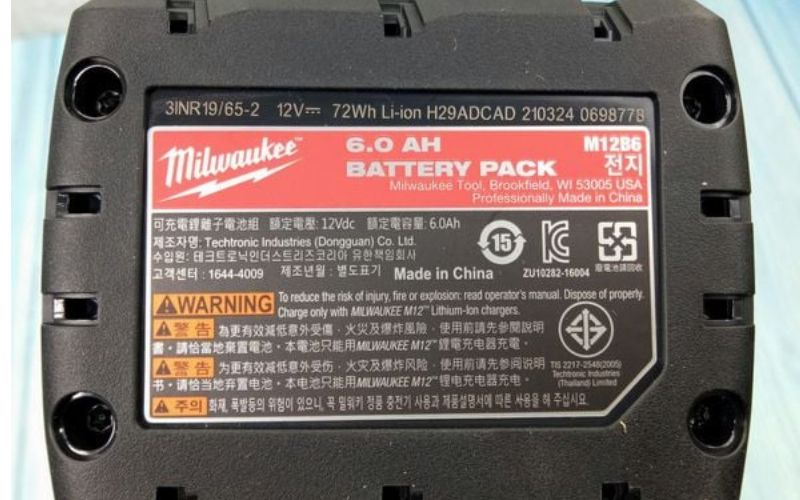 3INR19/65-2 12V⎓ 72Wh Li-ion H29ADCAD 210324 0698778
Milwaukee™
6.0 AH
BATTERY PACK
M12B6
전지
Milwaukee Tool, Brookfield, WI 53005 USA
Professionally Made in China
可充電鋰離子電池組 額定電壓: 12Vdc 額定電容量: 6.0Ah
제조자명: Techtronic Industries (Dongguan) Co. Ltd.
수입원: 테크트로닉인더스트리즈코리아 유한책임회사
고객센터 : 1644-4009 제조년월 : 별도표기 Made in China
15
ZU10282-16004
廢電池請回收
WARNING To reduce the risk of injury, fire or explosion: read operator's manual. Dispose of properly.
Charge only with MILWAUKEE M12™ Lithium-Ion chargers.
警告 為更有效減低意外受傷、火災及爆炸風險，使用前請先參閱說明
書。請恰當地棄置電池。本電池只能用MILWAUKEE M12™鋰電充電器充電。
警告 为更有效减低意外受伤、火灾及爆炸风险，使用前请先参阅说明
书。请恰当地弃置电池。本电池只能用MILWAUKEE M12™锂电充电器充电。
주의 화재, 폭발등의 위험이 있으니, 꼭 밀워키 정품 충전기 사용과 제품설명서에 따른 사용을 해 주십시요.
TIS 2217-2548(2005)
Techtronic Industries
(Thailand) Limited